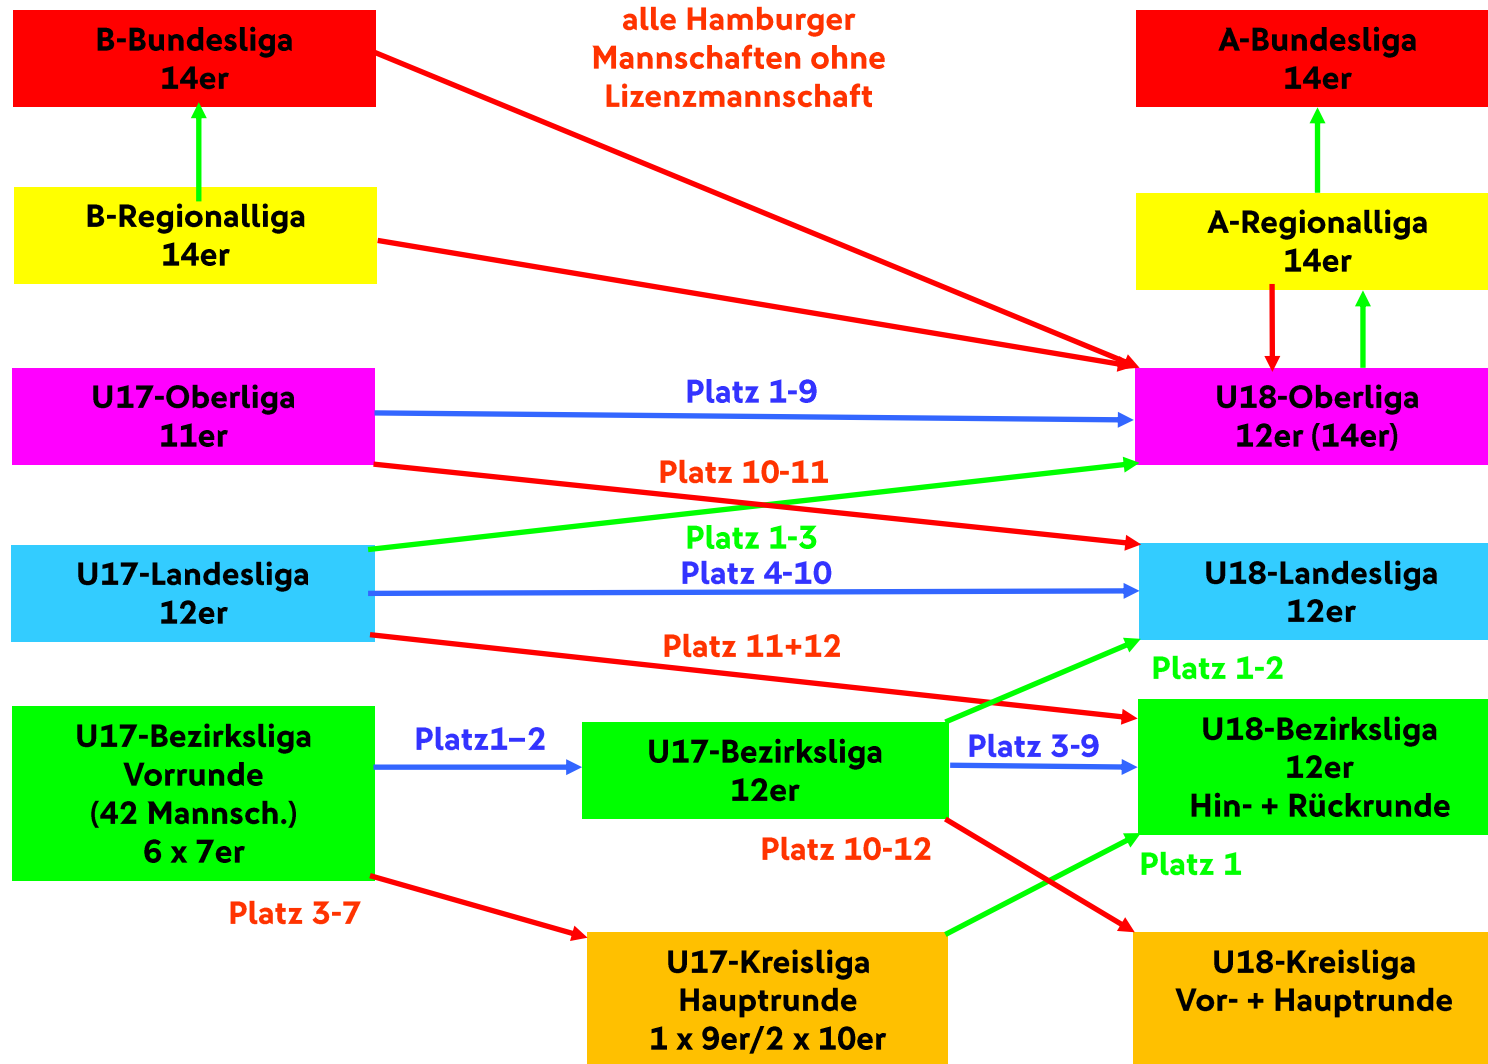 B-Bundesliga
14er
alle Hamburger
Mannschaften ohne
Lizenzmannschaft
A-Bundesliga
14er
B-Regionalliga
14er
A-Regionalliga
14er
U17-Oberliga
11er
Platz 1-9
U18-Oberliga
12er (14er)
Platz 10-11
Platz 1-3
U17-Landesliga
12er
Platz 4-10
U18-Landesliga
12er
Platz 11+12
Platz 1-2
U17-Bezirksliga
Vorrunde
(42 Mannsch.)
6 x 7er
Platz1–2
U17-Bezirksliga
12er
Platz 3-9
U18-Bezirksliga
12er
Hin- + Rückrunde
Platz 10-12
Platz 1
Platz 3-7
U17-Kreisliga
Hauptrunde
1 x 9er/2 x 10er
U18-Kreisliga
Vor- + Hauptrunde